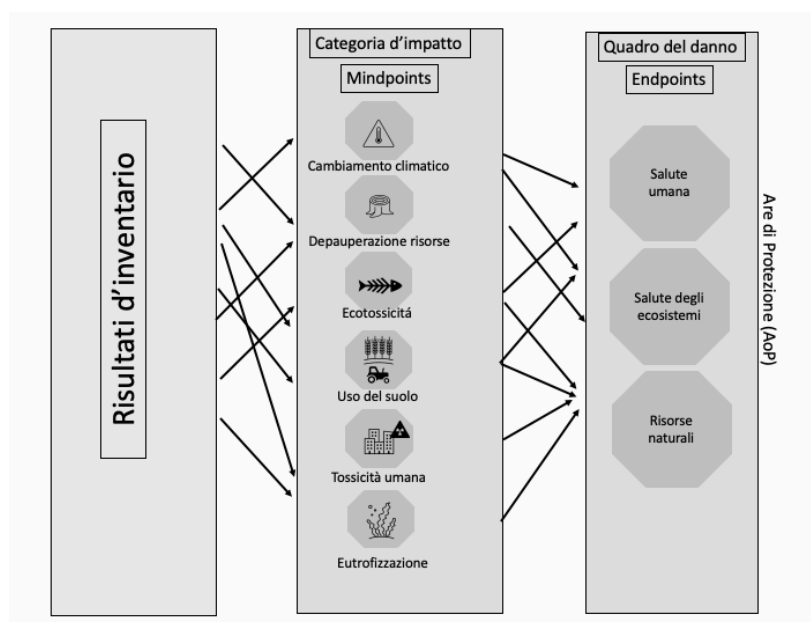 Risultati d'inventario
Categoria d'impatto
Mindpoints
Cambiamento climatico
Depauperazione risorse
Ecotossicitá
Uso del suolo
Tossicità umana
Eutrofizzazione
Quadro del danno
Endpoints
Salute
umana
Salute degli
ecosistemi
Risorse
naturali
Are di Protezione (AoP)